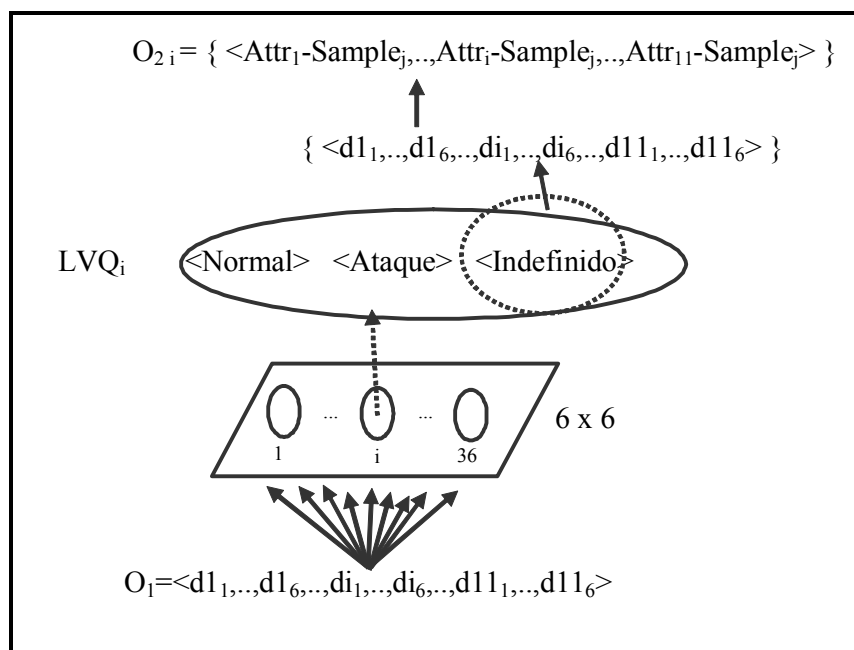 O2 i = { <Attr1-Samplej,..,Attri-Samplej,..,Attr11-Samplej> }
{ <d11,..,d16,..,di1,..,di6,..,d111,..,d116> }
LVQi <Normal> <Ataque> <Indefinido>
... ... 6 x 6
1 i 36
O1=<d11,..,d16,..,di1,..,di6,..,d111,..,d116>